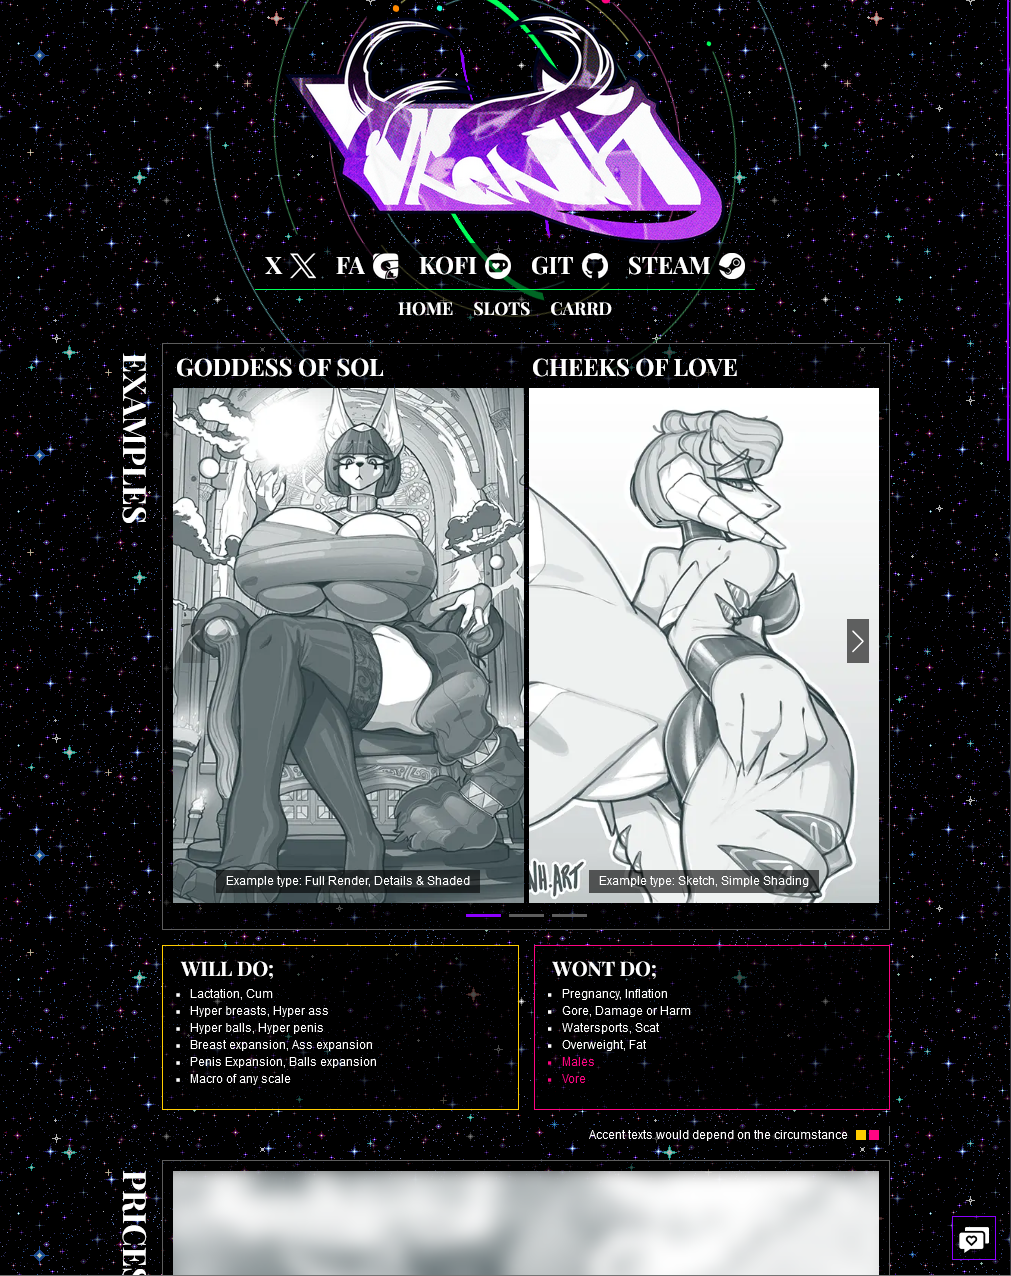 X FA KOFI GIT STEAM
HOME SLOTS CARRD
EXAMPLES
GODDESS OF SOL
CHEEKS OF LOVE
NH.ART
Example type: Full Render, Details & Shaded
Example type: Sketch, Simple Shading
WILL DO;
Lactation, Cum
Hyper breasts, Hyper ass
Hyper balls, Hyper penis
Breast expansion, Ass expansion
Penis Expansion, Balls expansion
Macro of any scale
WONT DO;
Pregnancy, Inflation
Gore, Damage or Harm
Watersports, Scat
Overweight, Fat
Males
Vore
Accent texts would depend on the circumstance
PRICES